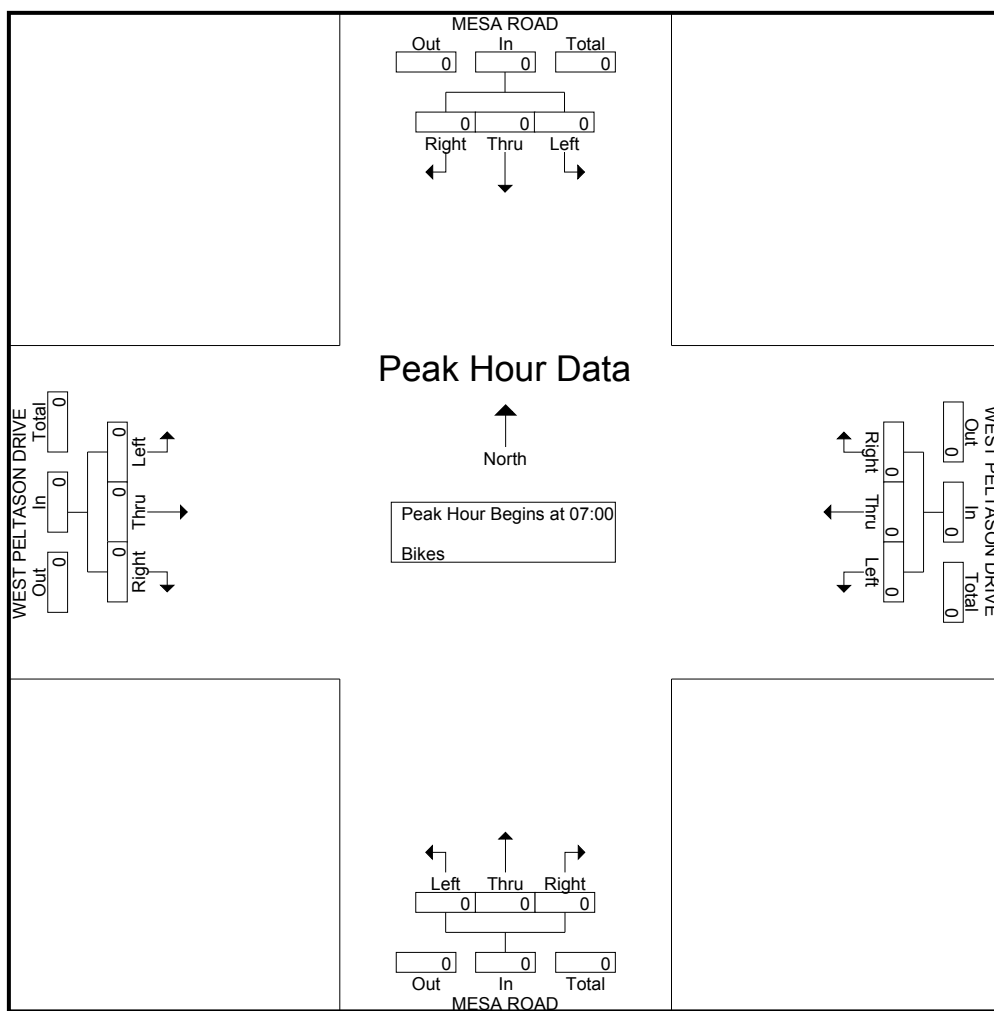 MESA ROAD
Out In Total
0 0 0
0 0 0
Right Thru Left
Peak Hour Data
North
Peak Hour Begins at 07:00
Bikes
WEST PELTASON DRIVE
Total In Out
0 0 0
0 0 0
Left Thru Right
WEST PELTASON DRIVE
Out In Total
0 0 0
0 0 0
Right Thru Left
Left Thru Right
0 0 0
0 0 0
Out In Total
MESA ROAD